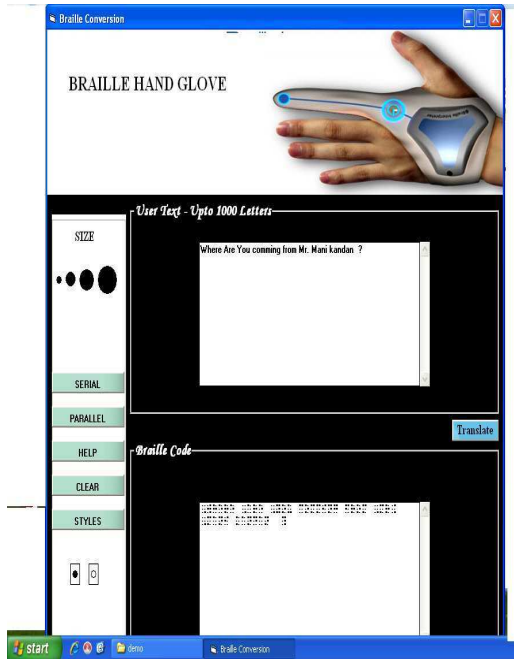 Braille Conversion
BRAILLE HAND GLOVE
User Text - Upto 1000 Letters
SIZE
Where Are You comming from Mr. Mani kandan ?
SERIAL
PARALLEL
Translate
HELP
Braille Code
CLEAR
STYLES
start
demo
Braille Conversion